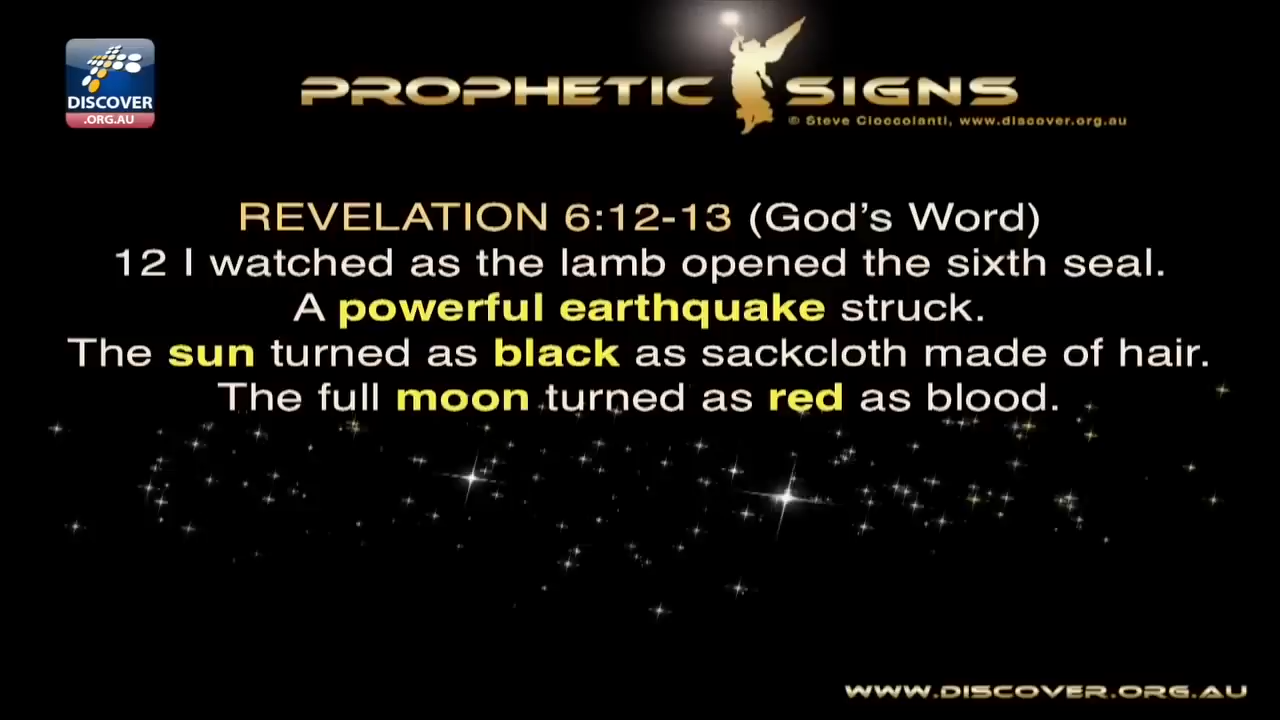 DISCOVER
.ORG.AU
PROPHETIC SIGNS
© Steve Cioccolanti, www.discover.org.au
REVELATION 6:12-13 (God's Word)
12 I watched as the lamb opened the sixth seal.
A powerful earthquake struck.
The sun turned as black as sackcloth made of hair.
The full moon turned as red as blood.
WWW.DISCOVER.ORG.AU